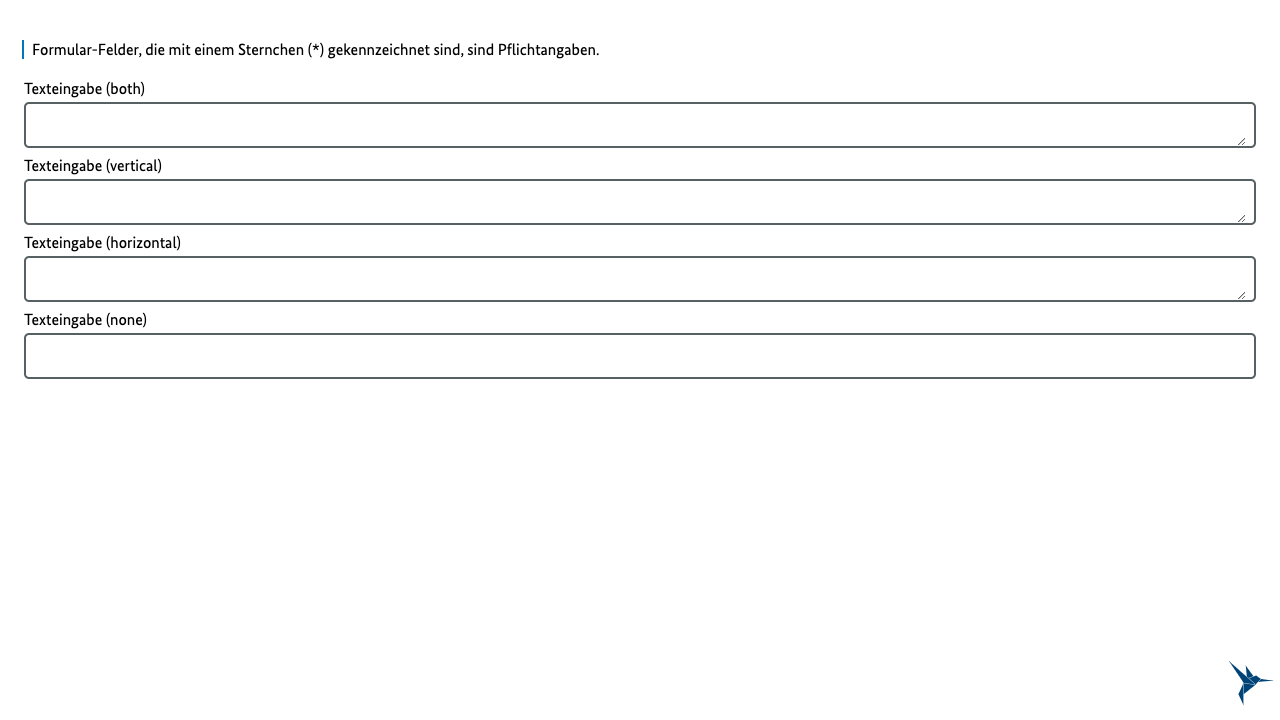 Formular-Felder, die mit einem Sternchen (*) gekennzeichnet sind, sind Pflichtangaben.
Texteingabe (both)
Texteingabe (vertical)
Texteingabe (horizontal)
Texteingabe (none)